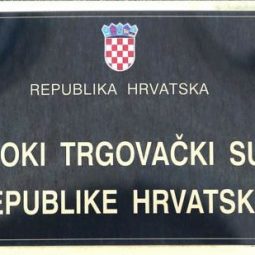 REPUBLIKA HRVATSKA
OKI TRGOVAČKI SU
EPUBLIKE HRVATSK